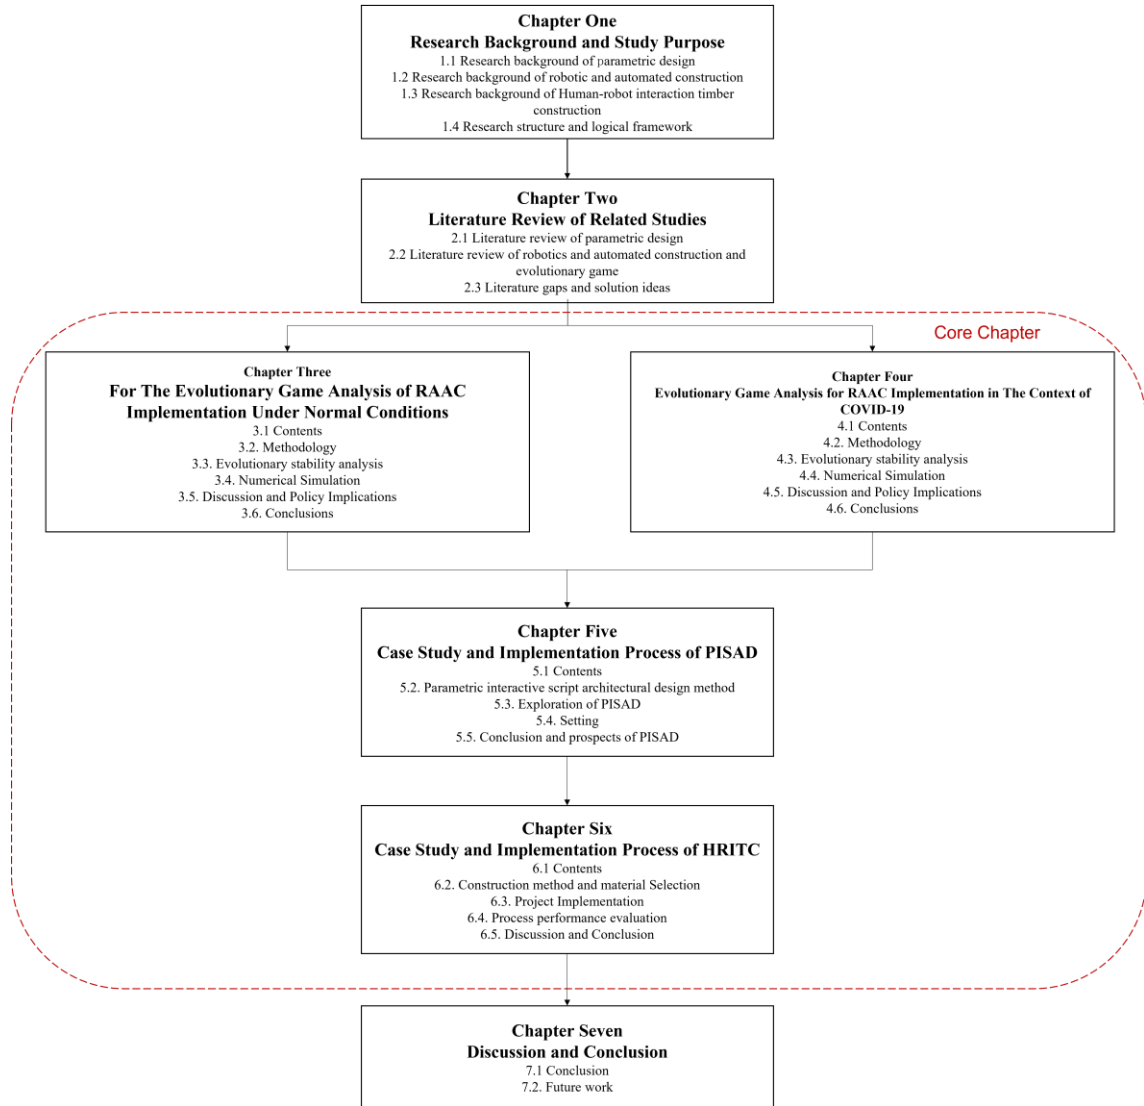 Chapter One
Research Background and Study Purpose
1.1 Research background of parametric design
1.2 Research background of robotic and automated construction
1.3 Research background of Human-robot interaction timber
construction
1.4 Research structure and logical framework
Chapter Two
Literature Review of Related Studies
2.1 Literature review of parametric design
2.2 Literature review of robotics and automated construction and
evolutionary game
2.3 Literature gaps and solution ideas
Core Chapter
Chapter Three
For The Evolutionary Game Analysis of RAAC
Implementation Under Normal Conditions
3.1 Contents
3.2. Methodology
3.3. Evolutionary stability analysis
3.4. Numerical Simulation
3.5. Discussion and Policy Implications
3.6. Conclusions
Chapter Four
Evolutionary Game Analysis for RAAC Implementation in The Context of
COVID-19
4.1 Contents
4.2. Methodology
4.3. Evolutionary stability analysis
4.4. Numerical Simulation
4.5. Discussion and Policy Implications
4.6. Conclusions
Chapter Five
Case Study and Implementation Process of PISAD
5.1 Contents
5.2. Parametric interactive script architectural design method
5.3. Exploration of PISAD
5.4. Setting
5.5. Conclusion and prospects of PISAD
Chapter Six
Case Study and Implementation Process of HRITC
6.1 Contents
6.2. Construction method and material Selection
6.3. Project Implementation
6.4. Process performance evaluation
6.5. Discussion and Conclusion
Chapter Seven
Discussion and Conclusion
7.1 Conclusion
7.2. Future work